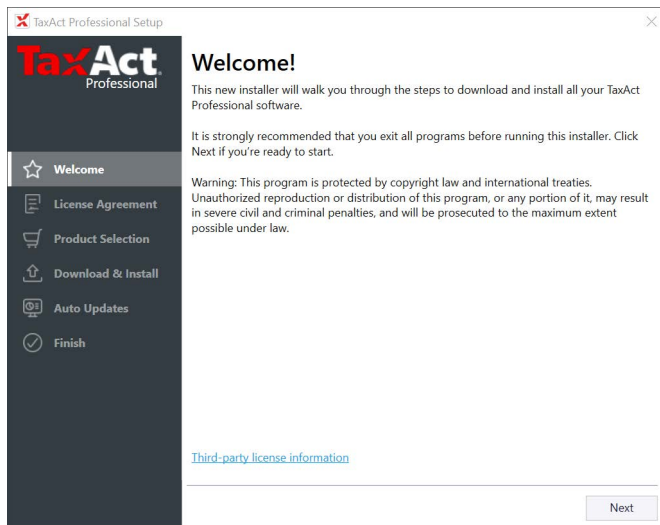 TaxAct Professional Setup
TaxAct.
Professional
Welcome
License Agreement
Product Selection
Download & Install
Auto Updates
Finish
Welcome!
This new installer will walk you through the steps to download and install all your TaxAct
Professional software.
It is strongly recommended that you exit all programs before running this installer. Click
Next if you're ready to start.
Warning: This program is protected by copyright law and international treaties.
Unauthorized reproduction or distribution of this program, or any portion of it, may result
in severe civil and criminal penalties, and will be prosecuted to the maximum extent
possible under law.
Third-party license information
Next